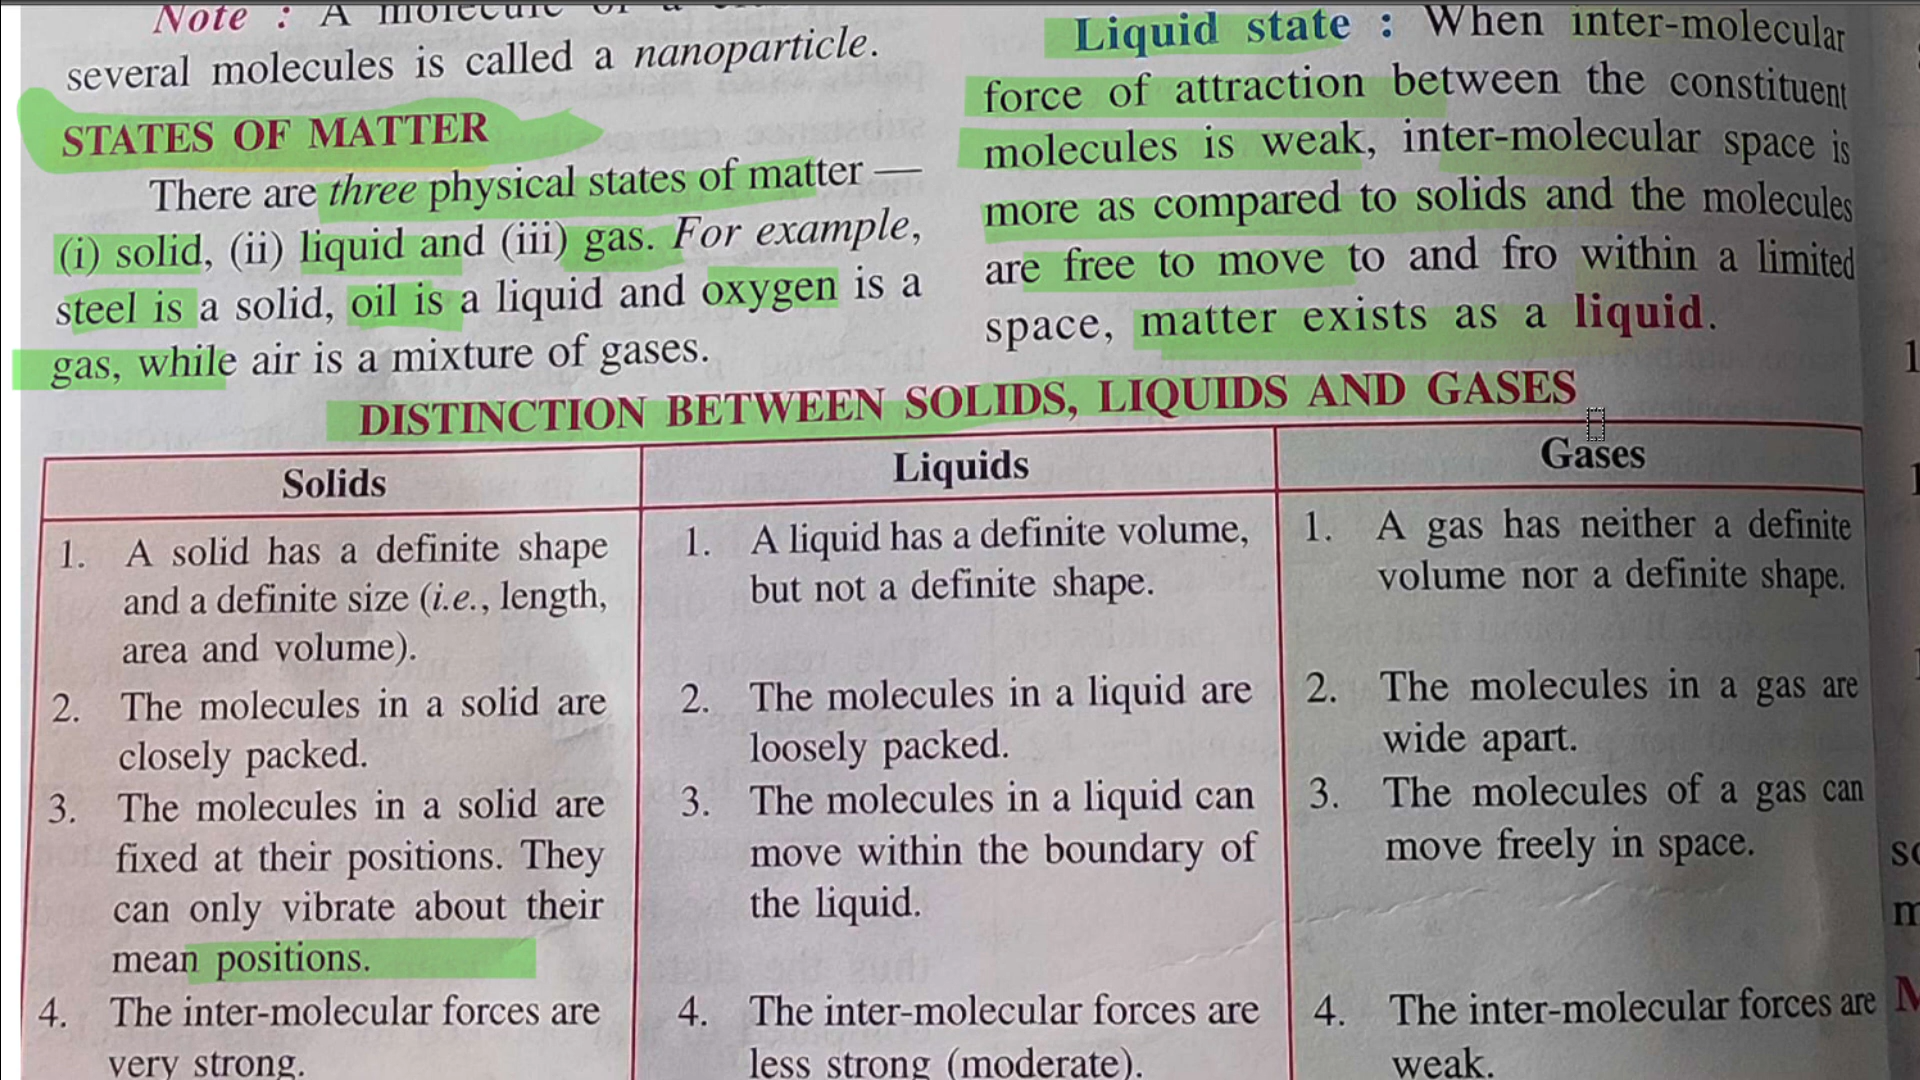 Note : A molecule
several molecules is called a nanoparticle.
STATES OF MATTER
There are three physical states of matter —
(i) solid, (ii) liquid and (iii) gas. For example,
steel is a solid, oil is a liquid and oxygen is a
gas, while air is a mixture of gases.
Liquid state : When inter-molecular
force of attraction between the constituent
molecules is weak, inter-molecular space is
more as compared to solids and the molecules
are free to move to and fro within a limited
space, matter exists as a liquid.
DISTINCTION BETWEEN SOLIDS, LIQUIDS AND GASES
Solids
1. A solid has a definite shape
and a definite size (i.e., length,
area and volume).
2. The molecules in a solid are
closely packed.
3. The molecules in a solid are
fixed at their positions. They
can only vibrate about their
mean positions.
4. The inter-molecular forces are
very strong.
Liquids
1. A liquid has a definite volume,
but not a definite shape.
2. The molecules in a liquid are
loosely packed.
3. The molecules in a liquid can
move within the boundary of
the liquid.
4. The inter-molecular forces are
less strong (moderate).
Gases
1. A gas has neither a definite
volume nor a definite shape.
2. The molecules in a gas are
wide apart.
3. The molecules of a gas can
move freely in space.
4. The inter-molecular forces are
weak.